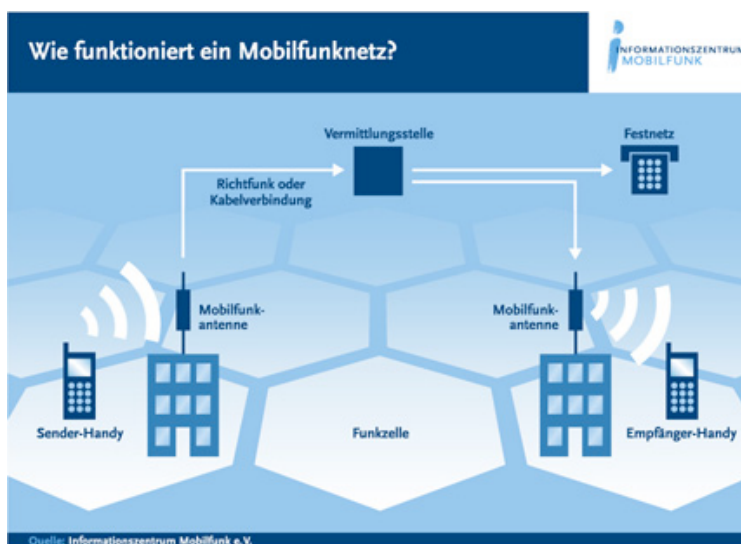 Wie funktioniert ein Mobilfunknetz?
INFORMATIONSZENTRUM
MOBILFUNK
Vermittlungsstelle
Festnetz
Richtfunk oder
Kabelverbindung
Mobilfunk-
antenne
Mobilfunk-
antenne
Sender-Handy
Funkzelle
Empfänger-Handy
Quelle: Informationszentrum Mobilfunk e.V.